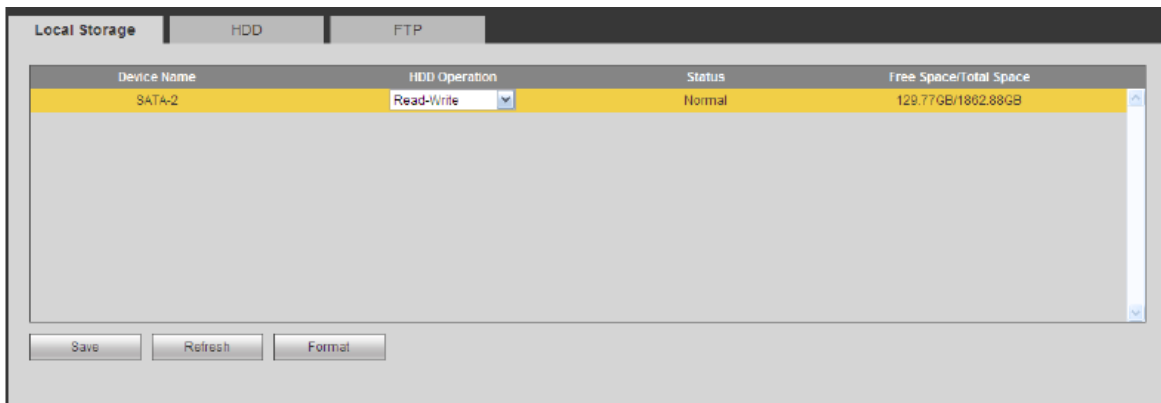 Local Storage HDD FTP
Device Name HDD Operation Status Free Space/Total Space
SATA-2 Read-Write Normal 129.77GB/1862.88GB
Save Refresh Format